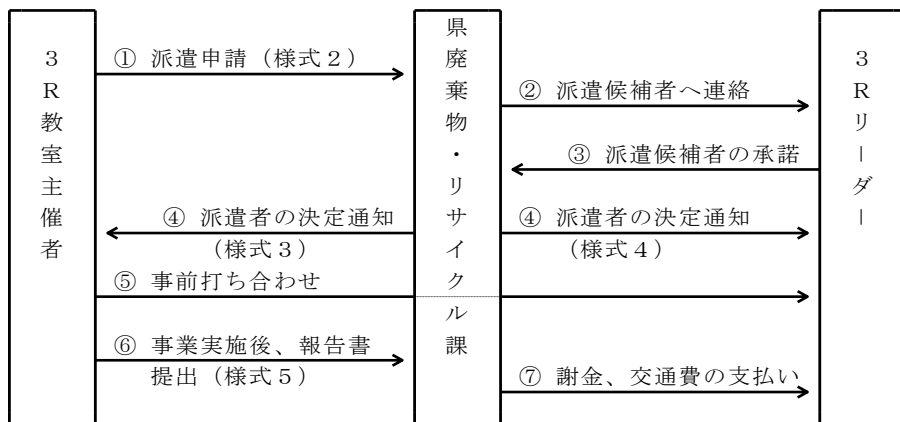 3R教室主催者
① 派遣申請（様式２）
県廃棄物・リサイクル課
② 派遣候補者へ連絡
3Rリーダー
③ 派遣候補者の承諾
④ 派遣者の決定通知
（様式３）
④ 派遣者の決定通知
（様式４）
⑤ 事前打ち合わせ
⑥ 事業実施後、報告書
提出（様式５）
⑦ 謝金、交通費の支払い